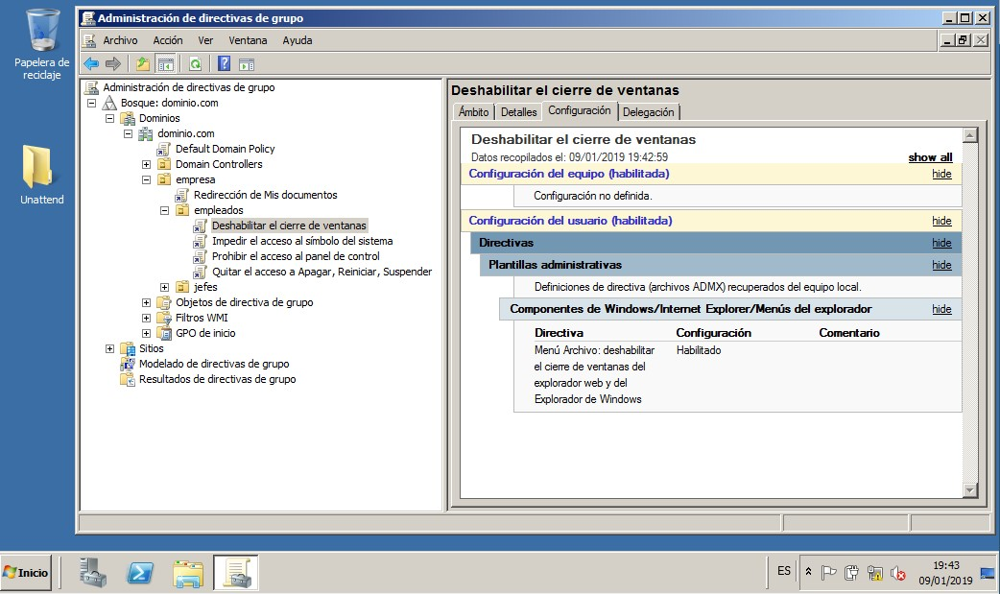 Papelera de
reciclaje
Unattend
Administración de directivas de grupo
Archivo Acción Ver Ventana Ayuda
Administración de directivas de grupo
Bosque: dominio.com
Dominios
dominio.com
Default Domain Policy
Domain Controllers
empresa
Redirección de Mis documentos
empleados
Deshabilitar el cierre de ventanas
Impedir el acceso al símbolo del sistema
Prohibir el acceso al panel de control
Quitar el acceso a Apagar, Reiniciar, Suspender
jefes
Objetos de directiva de grupo
Filtros WMI
GPO de inicio
Sitios
Modelado de directivas de grupo
Resultados de directivas de grupo
Deshabilitar el cierre de ventanas
Ámbito Detalles Configuración Delegación
Deshabilitar el cierre de ventanas
Datos recopilados el: 09/01/2019 19:42:59 show all
Configuración del equipo (habilitada) hide
Configuración no definida.
Configuración del usuario (habilitada) hide
Directivas hide
Plantillas administrativas hide
Definiciones de directiva (archivos ADMX) recuperados del equipo local.
Componentes de Windows/Internet Explorer/Menús del explorador hide
Directiva Configuración Comentario
Menú Archivo: deshabilitar Habilitado
el cierre de ventanas del
explorador web y del
Explorador de Windows
Inicio ES 19:43
09/01/2019